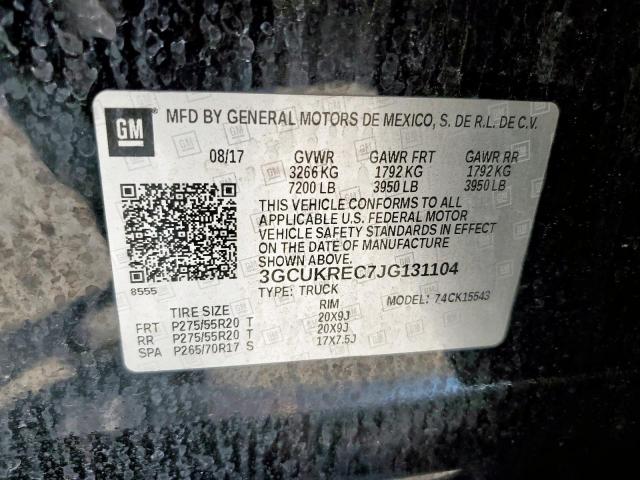 GM
MFD BY GENERAL MOTORS DE MEXICO, S. DE R.L. DE C.V.
08/17 GVWR GAWR FRT GAWR RR
3266 KG 1792 KG 1792 KG
7200 LB 3950 LB 3950 LB
THIS VEHICLE CONFORMS TO ALL
APPLICABLE U.S. FEDERAL MOTOR
VEHICLE SAFETY STANDARDS IN EFFECT
ON THE DATE OF MANUFACTURE
SHOWN ABOVE.
3GCUKREC7JG131104
8555
TYPE: TRUCK MODEL: 74CK15543
TIRE SIZE RIM
FRT P275/55R20 T 20X9J
RR P275/55R20 T 20X9J
SPA P265/70R17 S 17X7.5J